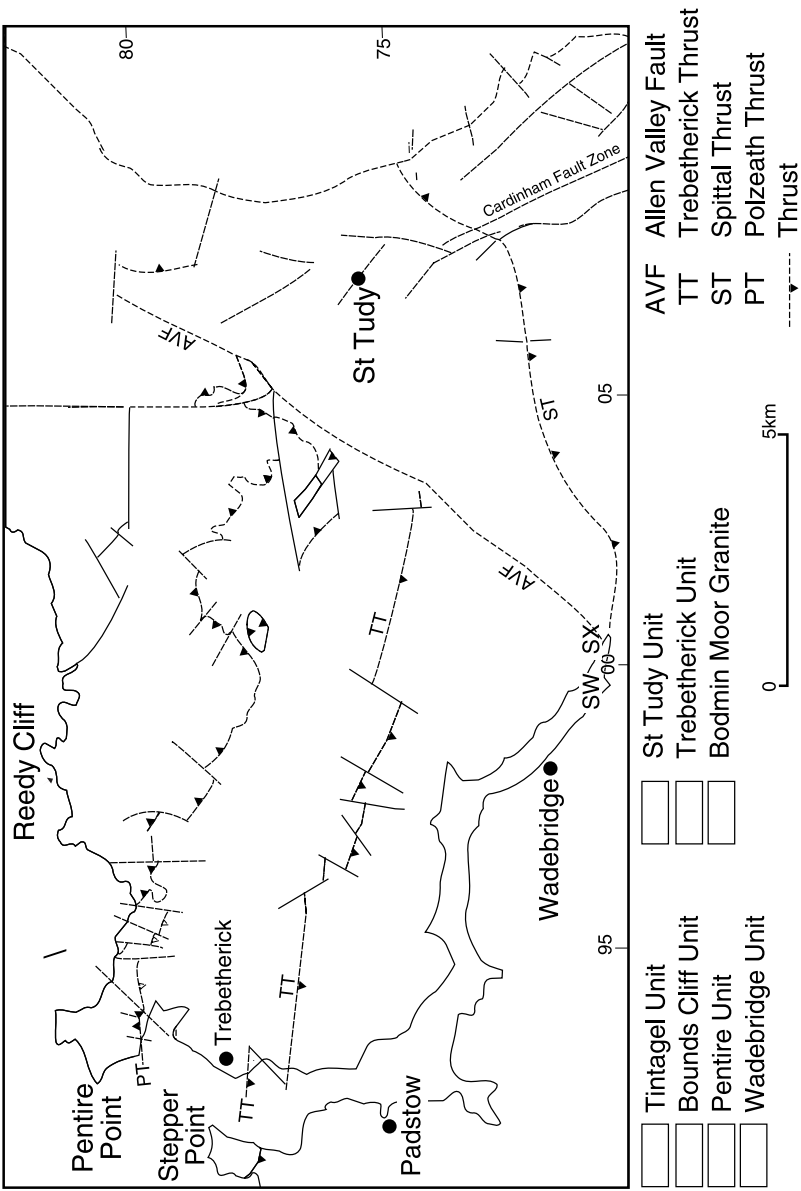 80
75
Reedy Cliff
Pentire
Point
Stepper
Point
PT
TT
Trebetherick
Padstow
TT
TT
Wadebridge
SW
SX
00
AVF
AVF
ST
St Tudy
Cardinham Fault Zone
95
05
Tintagel Unit
Bounds Cliff Unit
Pentire Unit
Wadebridge Unit
St Tudy Unit
Trebetherick Unit
Bodmin Moor Granite
0
5km
AVF Allen Valley Fault
TT Trebetherick Thrust
ST Spittal Thrust
PT Polzeath Thrust
Thrust